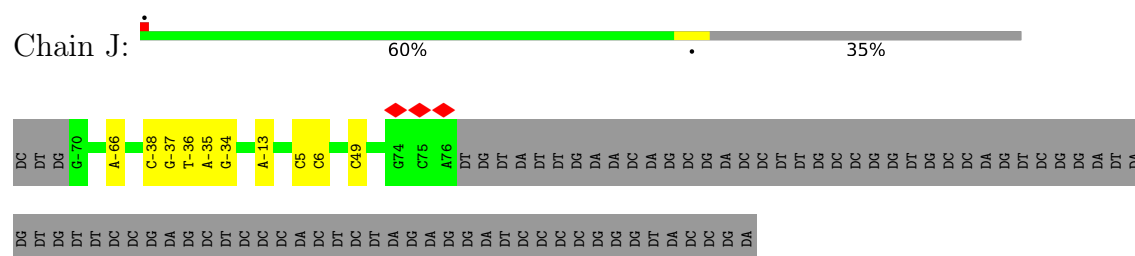 Chain J:
60%
35%
DC DT DG G-70 A-66 C-38 G-37 T-36 A-35 G-34 A-13 C5 C6 C49 G74 C75 A76 DT DG DT DA DT DT DG DA DA DC DA DG DC DG DA DC DC DT DT DG DC DC DG DG DT DG DC DC DA DG DT DC DG DG DA DT DA
DG DT DG DT DT DC DC DG DA DG DC DT DC DC DC DA DC DT DC DT DA DG DA DG DG DA DT DC DC DC DC DG DG DG DT DA DC DC DG DA